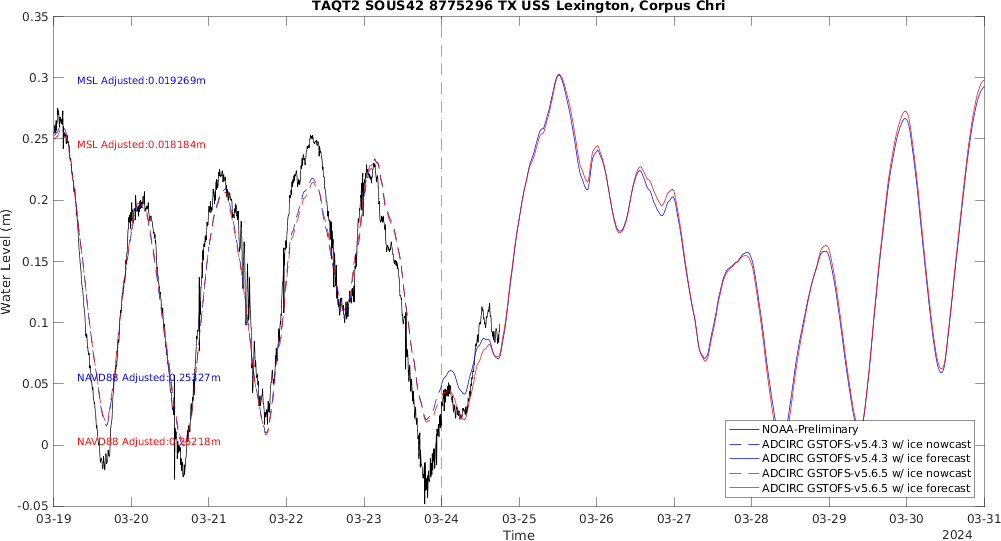 TAQT2 SOUS42 8775296 TX USS Lexington, Corpus Chri
0.35
0.3
0.25
0.2
0.15
0.1
0.05
0
-0.05
Water Level (m)
MSL Adjusted:0.019269m
MSL Adjusted:0.018184m
NAVD88 Adjusted:0.25327m
NAVD88 Adjusted:0.25218m
NOAA-Preliminary
ADCIRC GSTOFS-v5.4.3 w/ ice nowcast
ADCIRC GSTOFS-v5.4.3 w/ ice forecast
ADCIRC GSTOFS-v5.6.5 w/ ice nowcast
ADCIRC GSTOFS-v5.6.5 w/ ice forecast
03-19 03-20 03-21 03-22 03-23 03-24 03-25 03-26 03-27 03-28 03-29 03-30 03-31
Time
2024